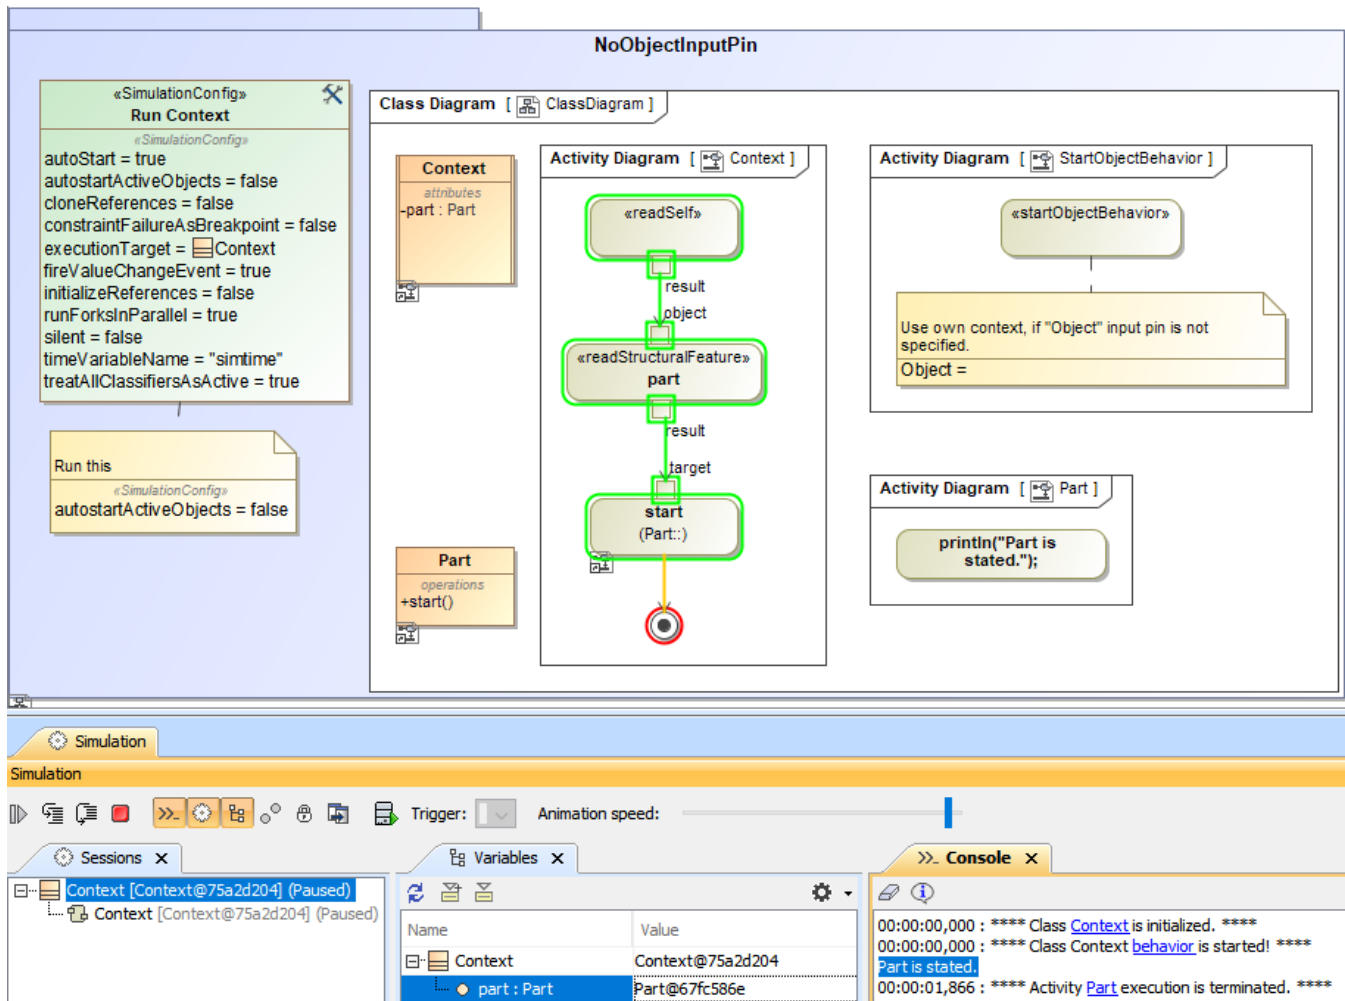 NoObjectInputPin
«SimulationConfig»
Run Context
«SimulationConfig»
autoStart = true
autostartActiveObjects = false
cloneReferences = false
constraintFailureAsBreakpoint = false
executionTarget = Context
fireValueChangeEvent = true
initializeReferences = false
runForksInParallel = true
silent = false
timeVariableName = "simtime"
treatAllClassifiersAsActive = true
Run this
«SimulationConfig»
autostartActiveObjects = false
Class Diagram [ ClassDiagram ]
Context
attributes
-part : Part
Part
operations
+start()
Activity Diagram [ Context ]
«readSelf»
result
object
«readStructuralFeature»
part
result
target
start
(Part::)
Activity Diagram [ StartObjectBehavior ]
«startObjectBehavior»
Use own context, if "Object" input pin is not
specified.
Object =
Activity Diagram [ Part ]
println("Part is
stated.");
Simulation
Simulation
Trigger:
Animation speed:
Sessions
Context [Context@75a2d204] (Paused)
Context [Context@75a2d204] (Paused)
Variables
Name Value
Context Context@75a2d204
part : Part Part@67fc586e
Console
00:00:00,000 : **** Class Context is initialized. ****
00:00:00,000 : **** Class Context behavior is started! ****
Part is stated.
00:00:01,866 : **** Activity Part execution is terminated. ****